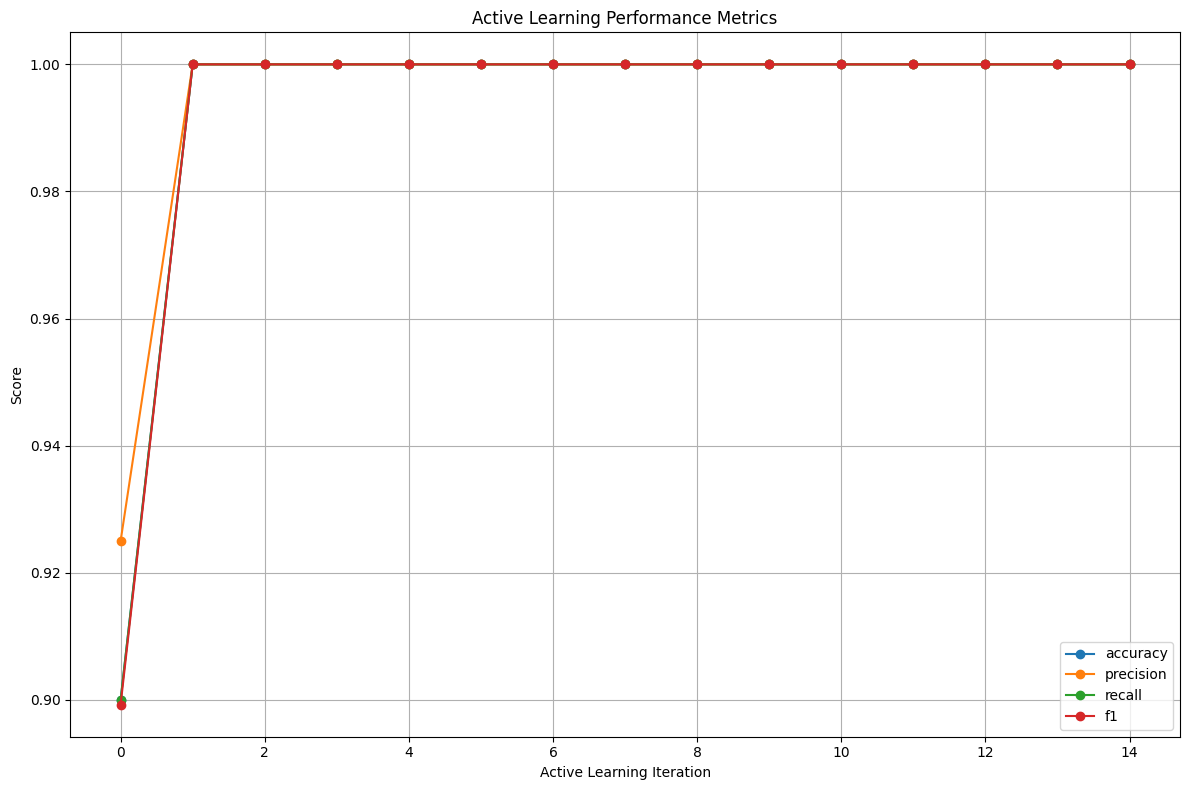 Active Learning Performance Metrics
1.00
0.98
0.96
0.94
0.92
0.90
Score
0 2 4 6 8 10 12 14
Active Learning Iteration
accuracy
precision
recall
f1